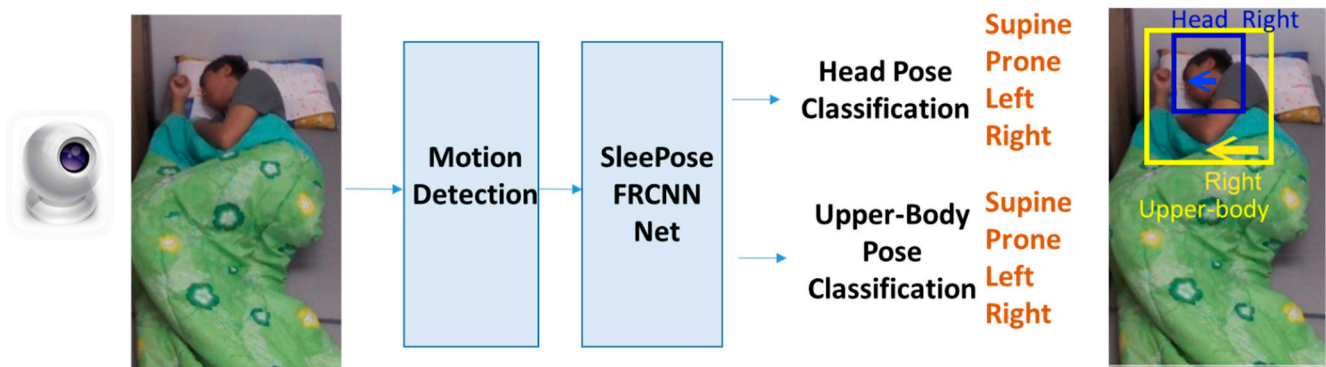 Motion
Detection
SleePose
FRCNN
Net
Head Pose
Classification
Supine
Prone
Left
Right
Upper-Body
Pose
Classification
Supine
Prone
Left
Right
Head Right
Right
Upper-body